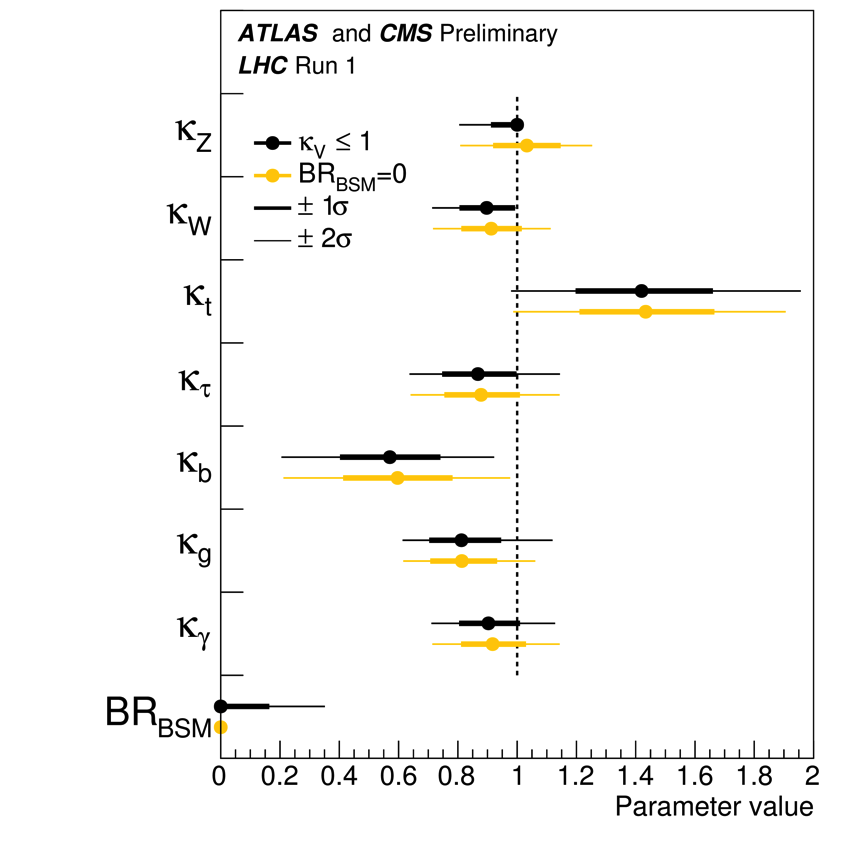 ATLAS and CMS Preliminary
LHC Run 1
κV ≤ 1
BRBSM=0
± 1σ
± 2σ
κZ
κW
κt
κτ
κb
κg
κγ
BRBSM
0 0.2 0.4 0.6 0.8 1 1.2 1.4 1.6 1.8 2
Parameter value